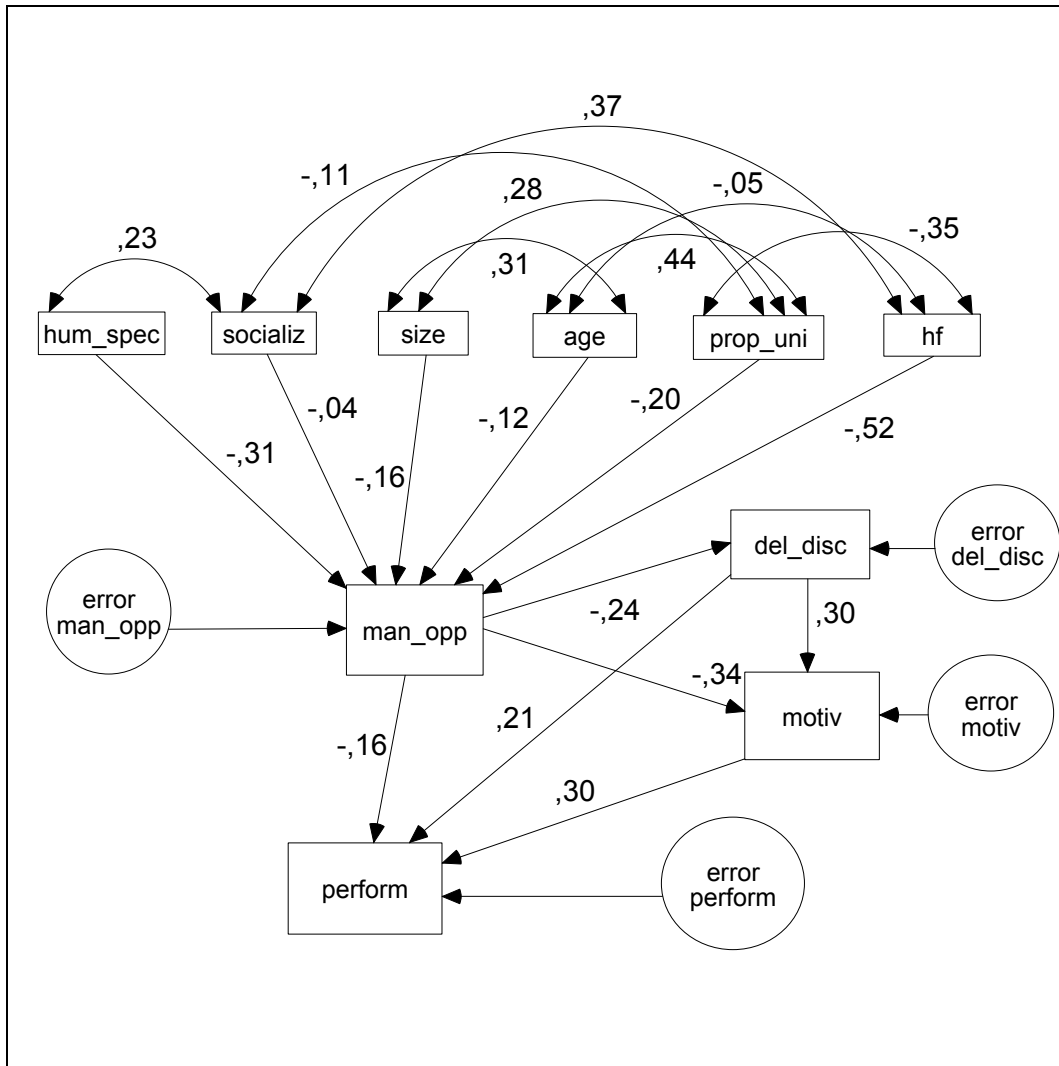 ,37
-,11
,28
-,05
,23
,31
,44
-,35
hum_spec
socializ
size
age
prop_uni
hf
-,04
-,12
-,20
-,52
-,31
-,16
error
man_opp
man_opp
del_disc
error
del_disc
-,24
,30
-,34
motiv
error
motiv
-,16
,21
,30
perform
error
perform